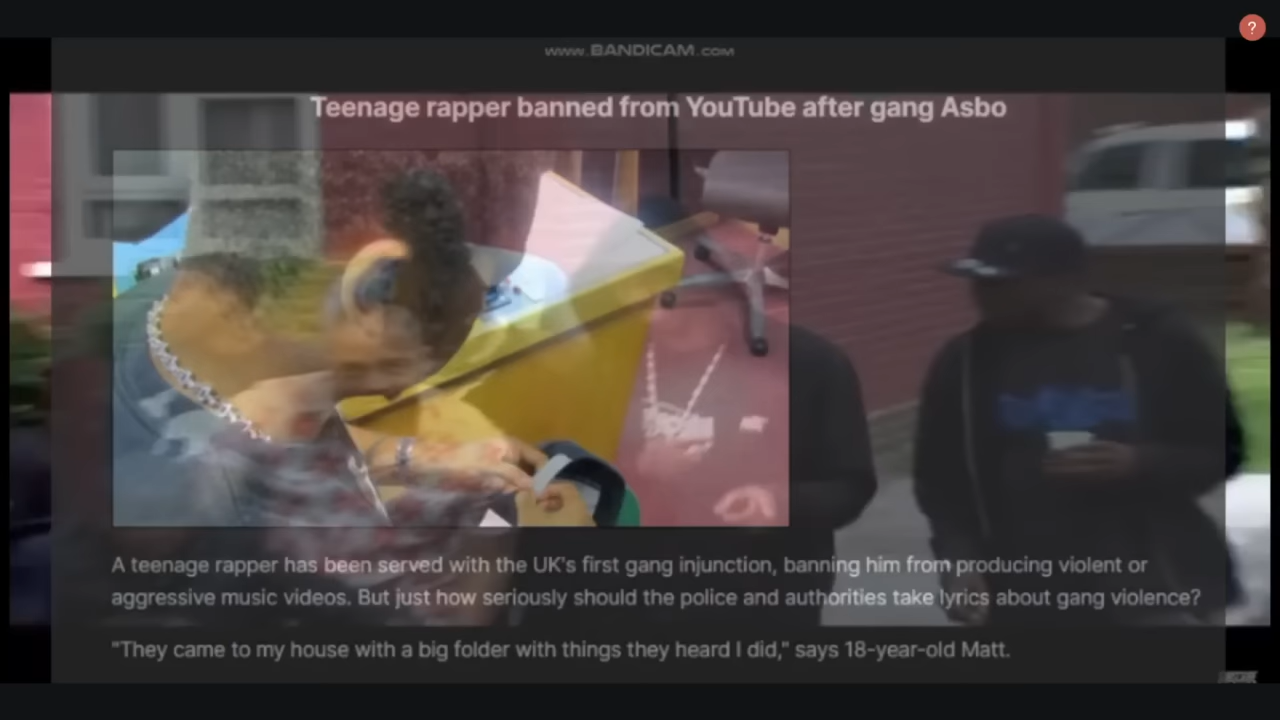 ?
www.BANDICAM.COM
Teenage rapper banned from YouTube after gang Asbo
A teenage rapper has been served with the UK's first gang injunction, banning him from producing violent or
aggressive music videos. But just how seriously should the police and authorities take lyrics about gang violence?
"They came to my house with a big folder with things they heard I did," says 18-year-old Matt.